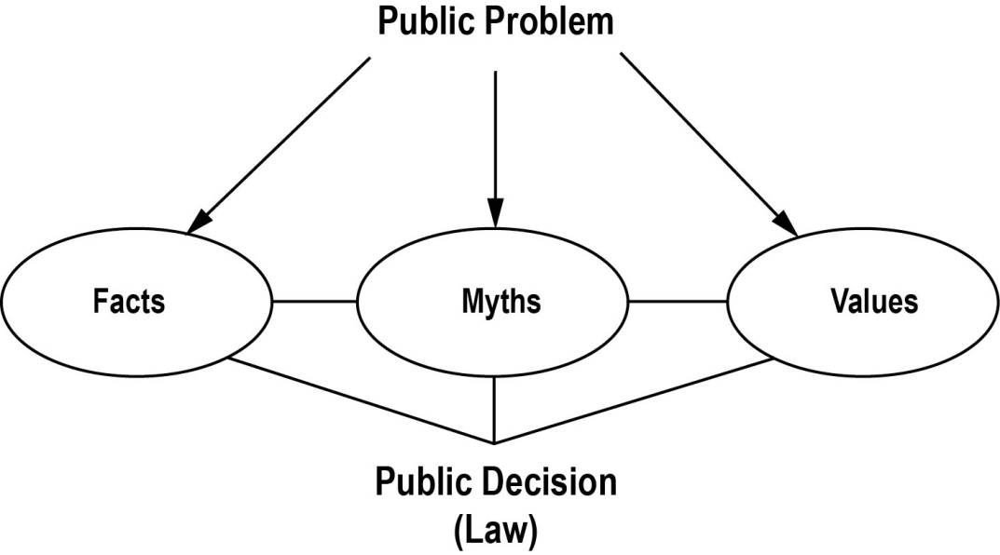 Public Problem
Facts
Myths
Values
Public Decision
(Law)